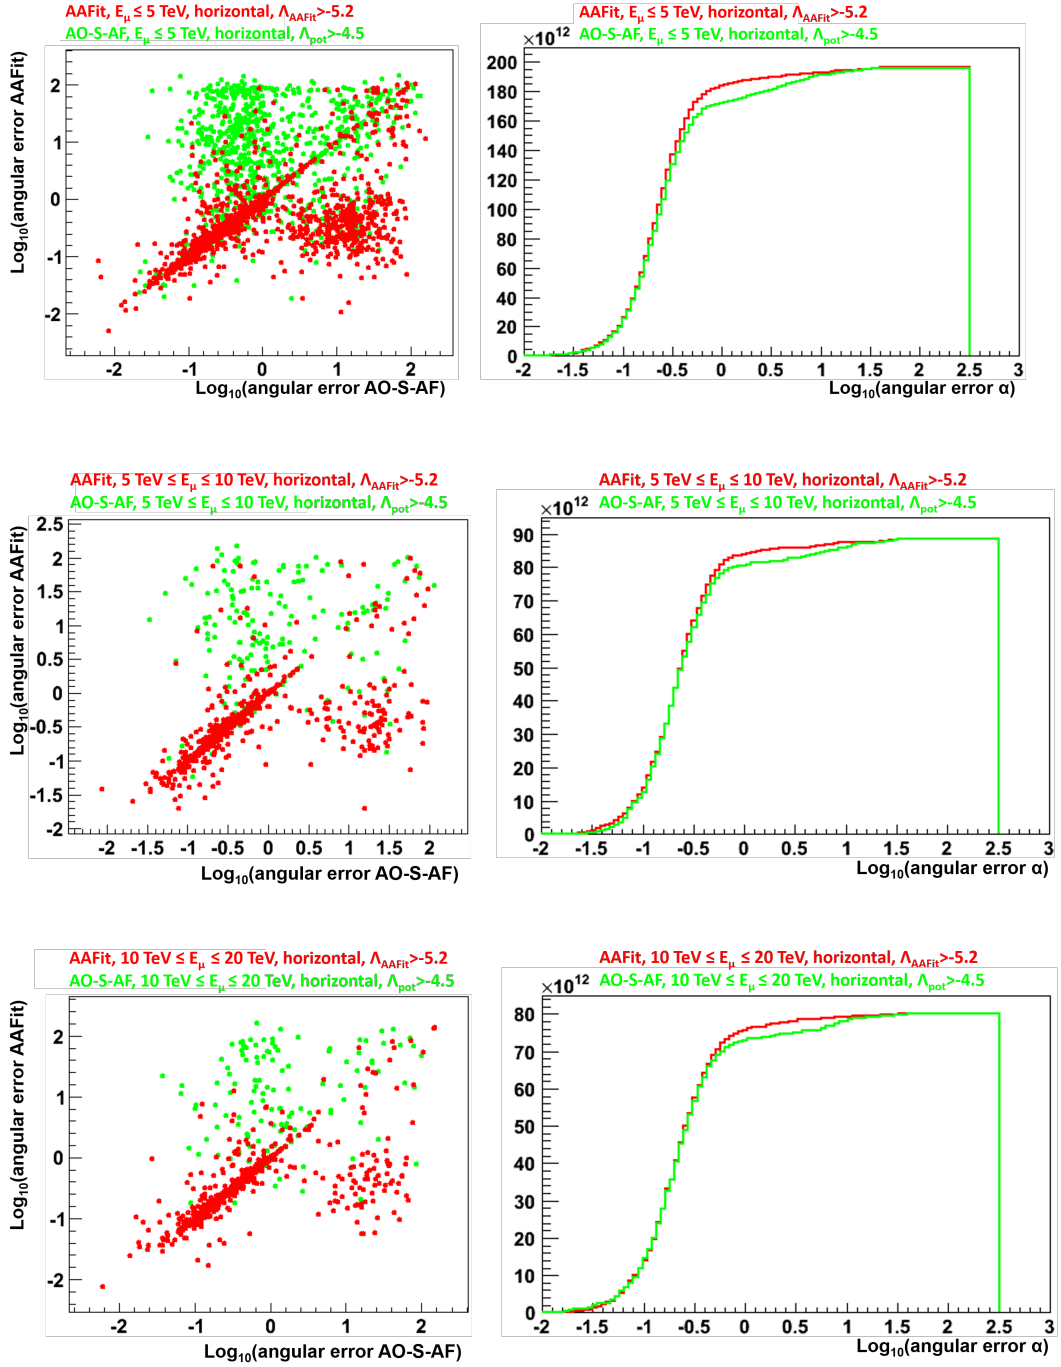 AAFit, Eμ ≤ 5 TeV, horizontal, ΛAAFit>-5.2
AO-S-AF, Eμ ≤ 5 TeV, horizontal, Λpot>-4.5
Log10(angular error AAFit)
2
1
0
-1
-2
-2 -1 0 1 2
Log10(angular error AO-S-AF)
AAFit, Eμ ≤ 5 TeV, horizontal, ΛAAFit>-5.2
AO-S-AF, Eμ ≤ 5 TeV, horizontal, Λpot>-4.5
×10^12
200
180
160
140
120
100
80
60
40
20
0
-2 -1.5 -1 -0.5 0 0.5 1 1.5 2 2.5 3
Log10(angular error α)
AAFit, 5 TeV ≤ Eμ ≤ 10 TeV, horizontal, ΛAAFit>-5.2
AO-S-AF, 5 TeV ≤ Eμ ≤ 10 TeV, horizontal, Λpot>-4.5
Log10(angular error AAFit)
2.5
2
1.5
1
0.5
0
-0.5
-1
-1.5
-2
-2 -1.5 -1 -0.5 0 0.5 1 1.5 2
Log10(angular error AO-S-AF)
AAFit, 5 TeV ≤ Eμ ≤ 10 TeV, horizontal, ΛAAFit>-5.2
AO-S-AF, 5 TeV ≤ Eμ ≤ 10 TeV, horizontal, Λpot>-4.5
×10^12
90
80
70
60
50
40
30
20
10
0
-2 -1.5 -1 -0.5 0 0.5 1 1.5 2 2.5 3
Log10(angular error α)
AAFit, 10 TeV ≤ Eμ ≤ 20 TeV, horizontal, ΛAAFit>-5.2
AO-S-AF, 10 TeV ≤ Eμ ≤ 20 TeV, horizontal, Λpot>-4.5
Log10(angular error AAFit)
2
1
0
-1
-2
-2 -1 0 1 2
Log10(angular error AO-S-AF)
AAFit, 10 TeV ≤ Eμ ≤ 20 TeV, horizontal, ΛAAFit>-5.2
AO-S-AF, 10 TeV ≤ Eμ ≤ 20 TeV, horizontal, Λpot>-4.5
×10^12
80
70
60
50
40
30
20
10
0
-2 -1.5 -1 -0.5 0 0.5 1 1.5 2 2.5 3
Log10(angular error α)